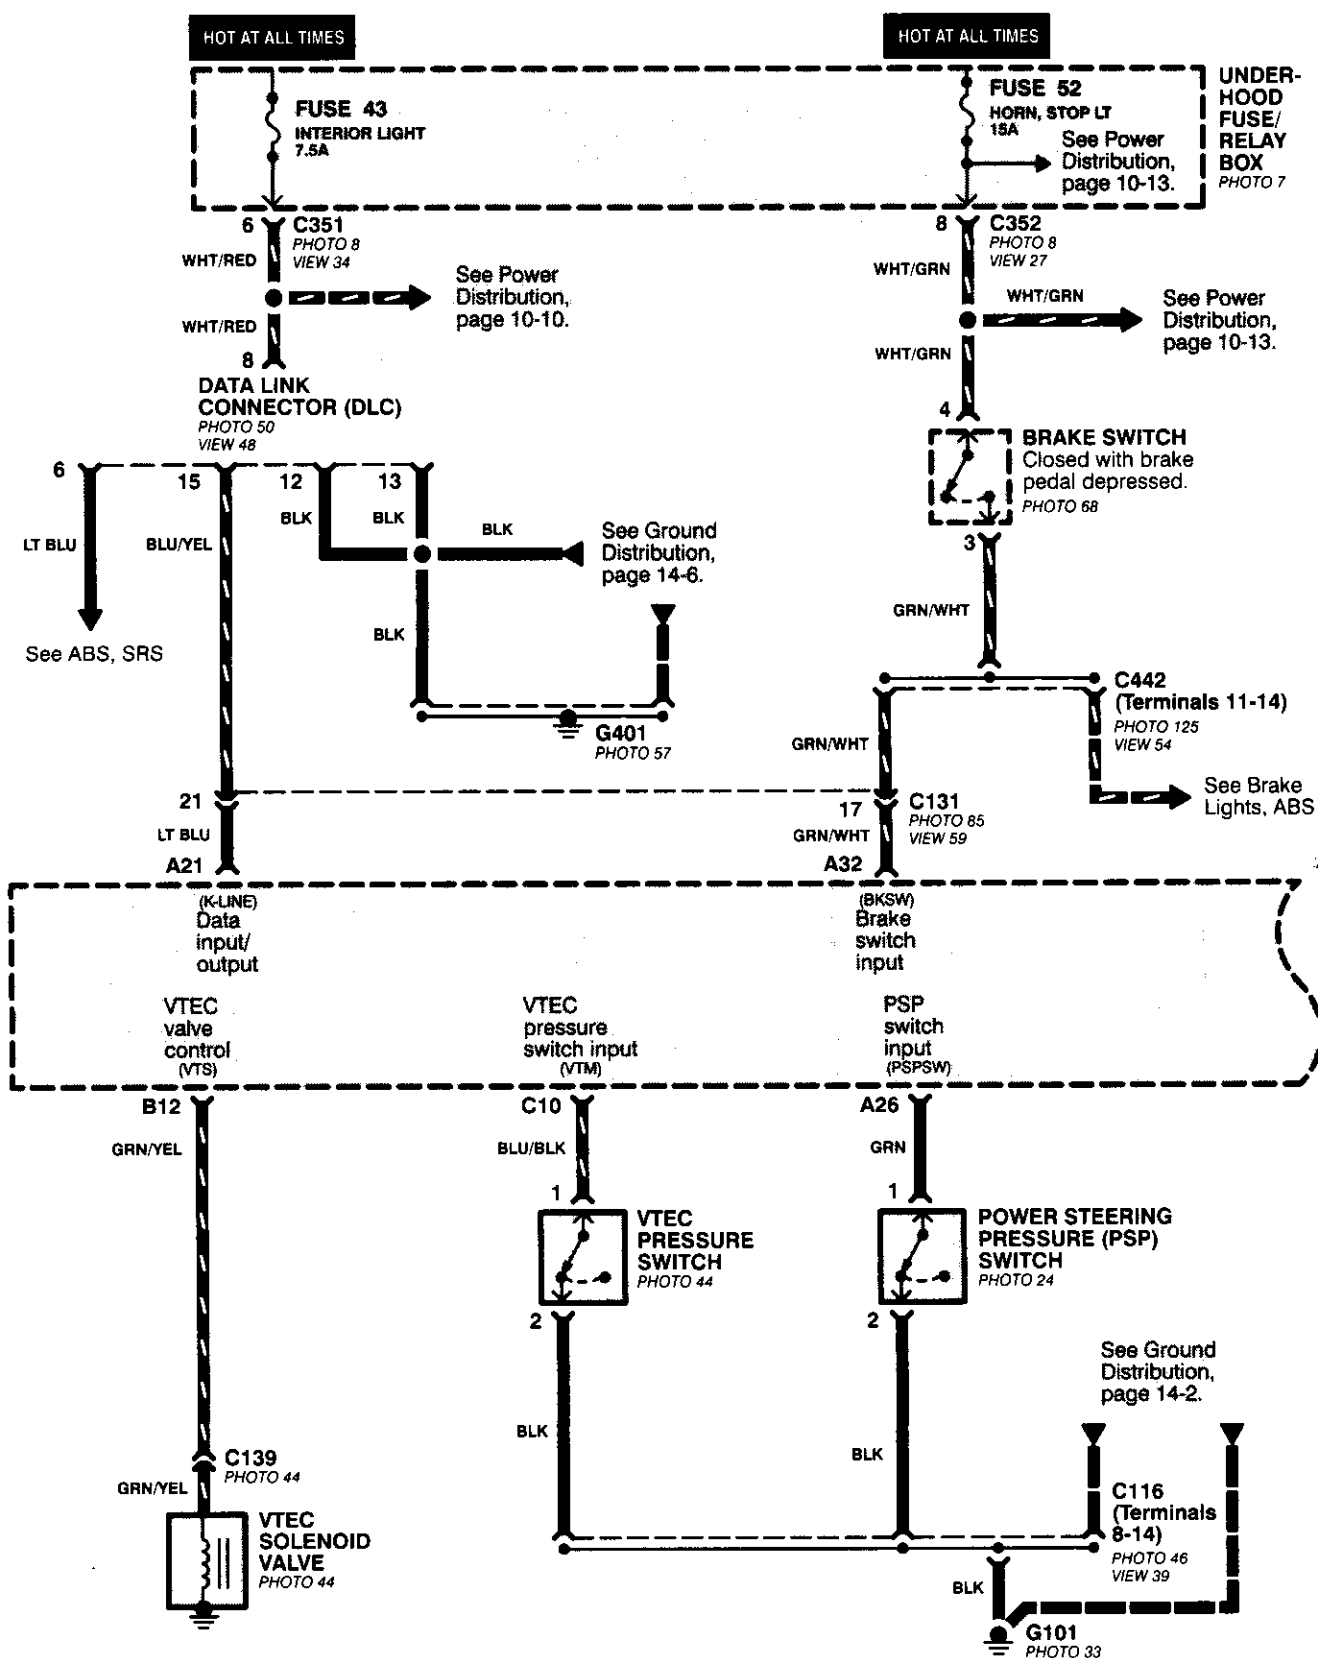 HOT AT ALL TIMES
HOT AT ALL TIMES
FUSE 43
INTERIOR LIGHT
7.5A
FUSE 52
HORN, STOP LT
15A
See Power
Distribution,
page 10-13.
UNDER-
HOOD
FUSE/
RELAY
BOX
PHOTO 7
6
C351
PHOTO 8
VIEW 34
WHT/RED
See Power
Distribution,
page 10-10.
WHT/RED
8
DATA LINK
CONNECTOR (DLC)
PHOTO 50
VIEW 48
8
C352
PHOTO 8
VIEW 27
WHT/GRN
WHT/GRN
See Power
Distribution,
page 10-13.
WHT/GRN
4
BRAKE SWITCH
Closed with brake
pedal depressed.
PHOTO 68
3
GRN/WHT
6
15
12
13
LT BLU
BLU/YEL
BLK
BLK
BLK
See Ground
Distribution,
page 14-6.
BLK
See ABS, SRS
G401
PHOTO 57
C442
(Terminals 11-14)
PHOTO 125
VIEW 54
GRN/WHT
See Brake
Lights, ABS
21
LT BLU
A21
17
C131
PHOTO 85
VIEW 59
GRN/WHT
A32
(K-LINE)
Data
input/
output
(BKSW)
Brake
switch
input
VTEC
valve
control
(VTS)
VTEC
pressure
switch input
(VTM)
PSP
switch
input
(PSPSW)
B12
GRN/YEL
C10
BLU/BLK
A26
GRN
1
VTEC
PRESSURE
SWITCH
PHOTO 44
1
POWER STEERING
PRESSURE (PSP)
SWITCH
PHOTO 24
2
2
BLK
BLK
See Ground
Distribution,
page 14-2.
C139
PHOTO 44
GRN/YEL
VTEC
SOLENOID
VALVE
PHOTO 44
C116
(Terminals
8-14)
PHOTO 46
VIEW 39
BLK
G101
PHOTO 33